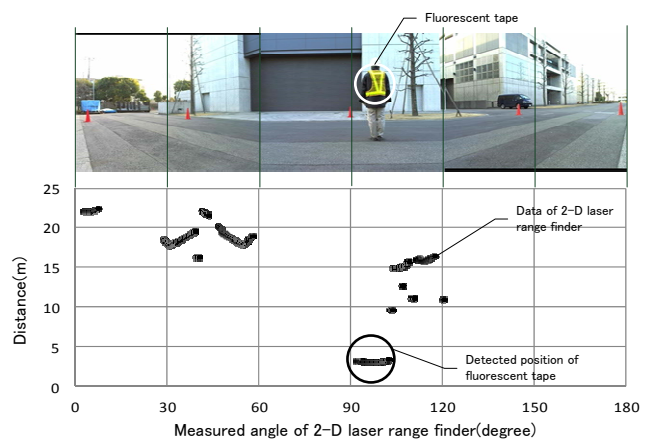 Fluorescent tape
25
20
15
10
5
0
Distance(m)
Data of 2-D laser
range finder
Detected position of
fluorescent tape
0 30 60 90 120 150 180
Measured angle of 2-D laser range finder(degree)